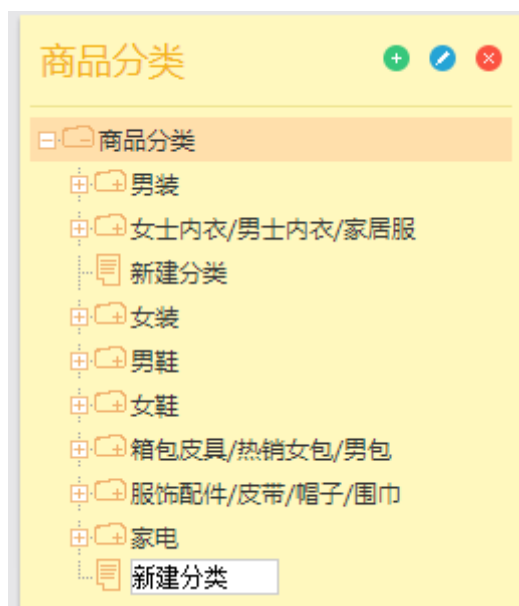 商品分类
商品分类
男装
女士内衣/男士内衣/家居服
新建分类
女装
男鞋
女鞋
箱包皮具/热销女包/男包
服饰配件/皮带/帽子/围巾
家电
新建分类